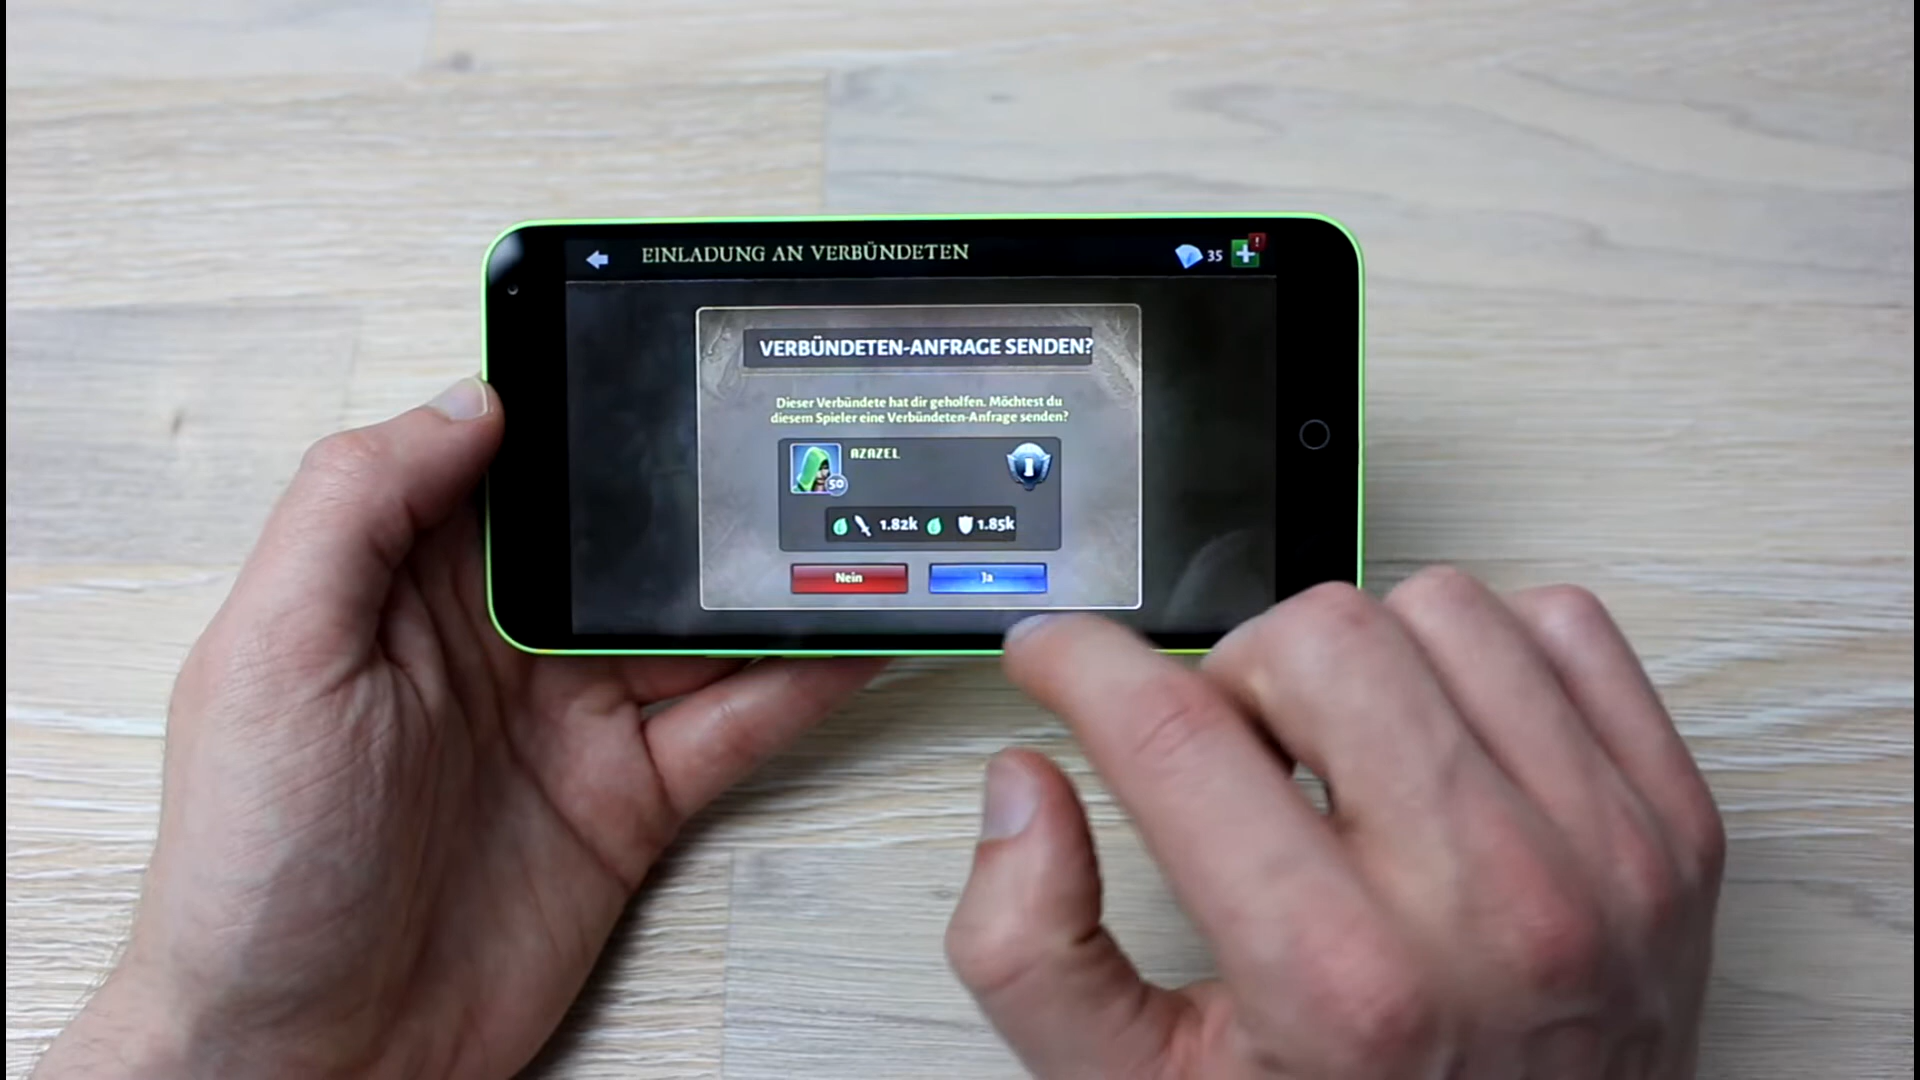 EINLADUNG AN VERBÜNDETEN
35
!
VERBÜNDETEN-ANFRAGE SENDEN?
Dieser Verbündete hat dir geholfen. Möchtest du
diesem Spieler eine Verbündeten-Anfrage senden?
AZAZEL
I
50
1.82k
1.85k
Nein
Ja